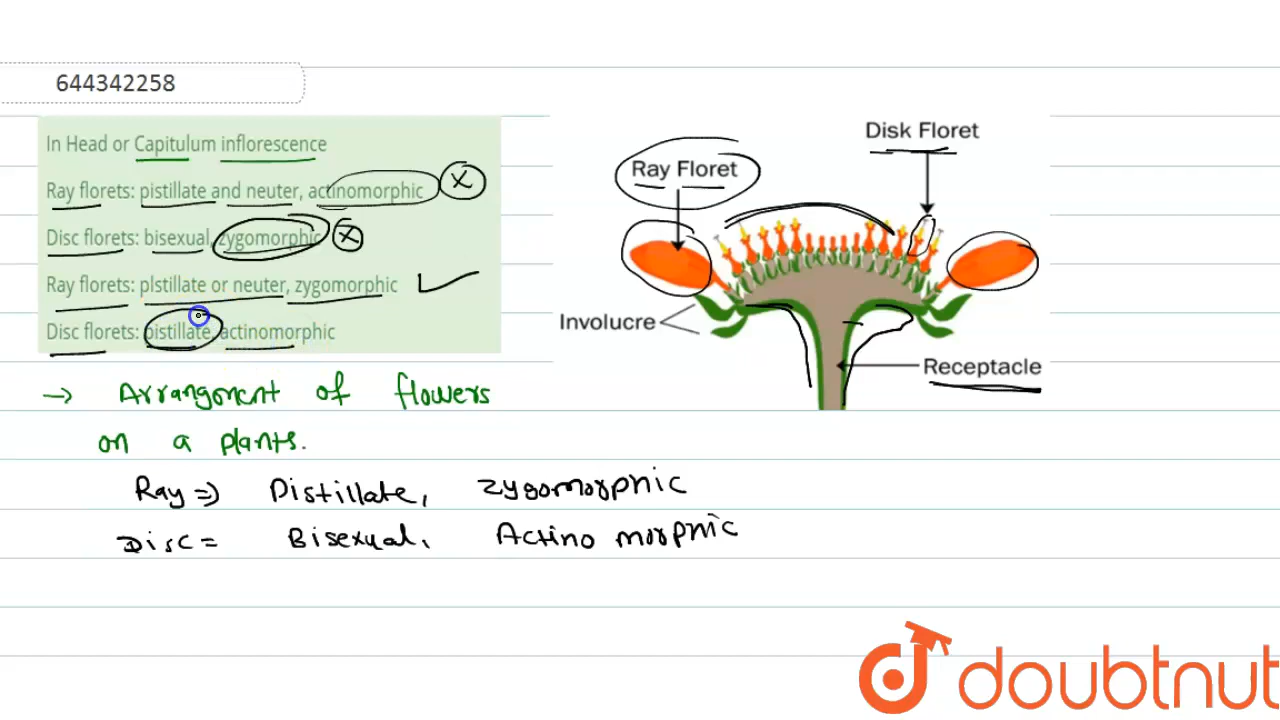 644342258
In Head or Capitulum inflorescence
Ray florets: pistillate and neuter, actinomorphic X
Disc florets: bisexual, zygomorphic X
Ray florets: plstillate or neuter, zygomorphic
Disc florets: pistillate, actinomorphic
Disk Floret
Ray Floret
Involucre
Receptacle
→ Arrangement of flowers
on a plants.
Ray ⇒ Pistillate, Zygomorphic
Disc = Bisexual, Actino morphic
doubtnut